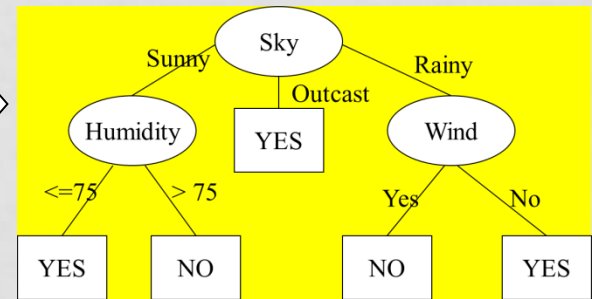 Sky
Sunny
Rainy
Outcast
Humidity
YES
Wind
<=75
> 75
Yes
No
YES
NO
NO
YES